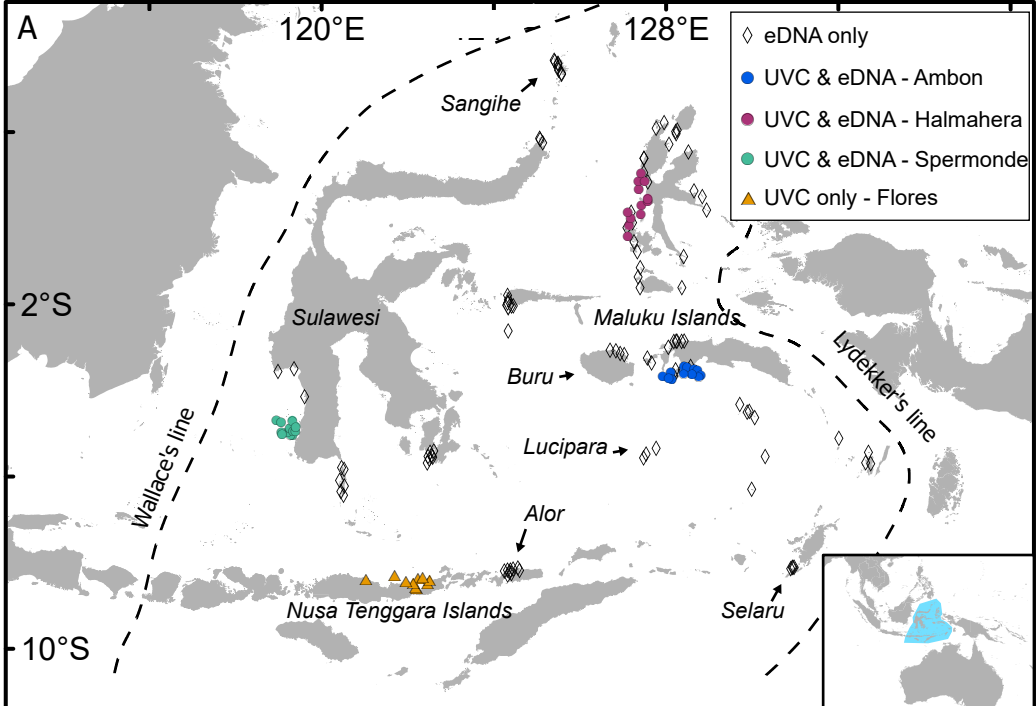 A
120°E
128°E
eDNA only
UVC & eDNA - Ambon
UVC & eDNA - Halmahera
UVC & eDNA - Spermonde
UVC only - Flores
Sangihe
2°S
Sulawesi
Maluku Islands
Buru
Lydekker's line
Wallace's line
Lucipara
Alor
Nusa Tenggara Islands
Selaru
10°S